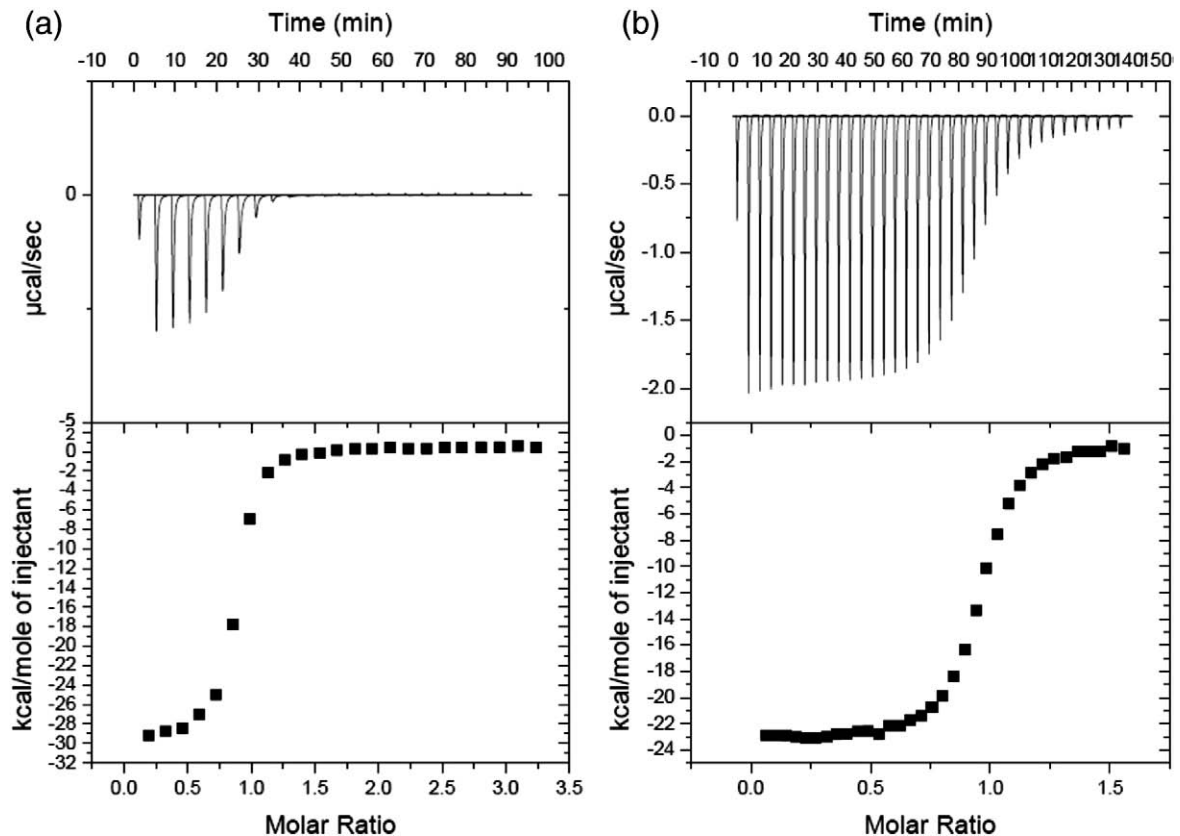 (a)
Time (min)
-10 0 10 20 30 40 50 60 70 80 90 100
0
-5
µcal/sec
2
0
-2
-4
-6
-8
-10
-12
-14
-16
-18
-20
-22
-24
-26
-28
-30
-32
kcal/mole of injectant
0.0 0.5 1.0 1.5 2.0 2.5 3.0 3.5
Molar Ratio
(b)
Time (min)
-10 0 10 20 30 40 50 60 70 80 90 100 110 120 130 140 150
0.0
-0.5
-1.0
-1.5
-2.0
µcal/sec
0
-2
-4
-6
-8
-10
-12
-14
-16
-18
-20
-22
-24
kcal/mole of injectant
0.0 0.5 1.0 1.5
Molar Ratio